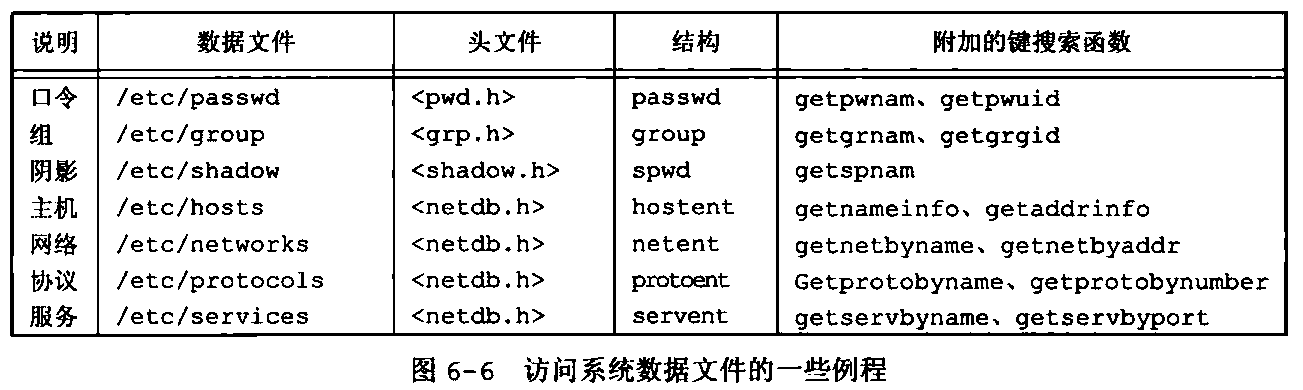 说明 数据文件 头文件 结构 附加的键搜索函数
口令 /etc/passwd <pwd.h> passwd getpwnam、getpwuid
组 /etc/group <grp.h> group getgrnam、getgrgid
阴影 /etc/shadow <shadow.h> spwd getspnam
主机 /etc/hosts <netdb.h> hostent getnameinfo、getaddrinfo
网络 /etc/networks <netdb.h> netent getnetbyname、getnetbyaddr
协议 /etc/protocols <netdb.h> protoent Getprotobyname、getprotobynumber
服务 /etc/services <netdb.h> servent getservbyname、getservbyport
图 6-6 访问系统数据文件的一些例程